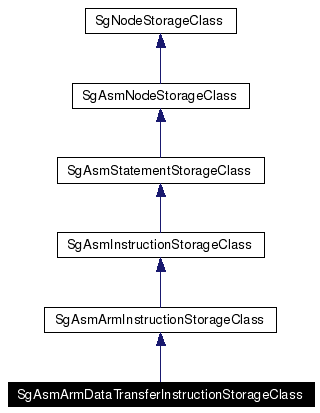 SgNodeStorageClass
SgAsmNodeStorageClass
SgAsmStatementStorageClass
SgAsmInstructionStorageClass
SgAsmArmInstructionStorageClass
SgAsmArmDataTransferInstructionStorageClass